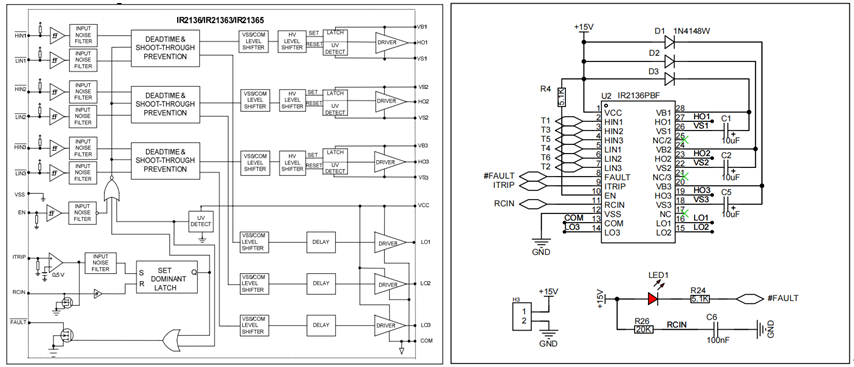 IR2136/IR21363/IR21365
HIN1
INPUT
NOISE
FILTER
DEADTIME &
SHOOT-THROUGH
PREVENTION
VSS/COM
LEVEL
SHIFTER
HV
LEVEL
SHIFTER
SET
RESET
LATCH
UV
DETECT
DRIVER
VB1
HO1
VS1
LIN1
INPUT
NOISE
FILTER
HIN2
INPUT
NOISE
FILTER
DEADTIME &
SHOOT-THROUGH
PREVENTION
VSS/COM
LEVEL
SHIFTER
HV
LEVEL
SHIFTER
SET
RESET
LATCH
UV
DETECT
DRIVER
VB2
HO2
VS2
LIN2
INPUT
NOISE
FILTER
HIN3
INPUT
NOISE
FILTER
DEADTIME &
SHOOT-THROUGH
PREVENTION
VSS/COM
LEVEL
SHIFTER
HV
LEVEL
SHIFTER
SET
RESET
LATCH
UV
DETECT
DRIVER
VB3
HO3
VS3
LIN3
INPUT
NOISE
FILTER
VSS
EN
INPUT
NOISE
FILTER
UV
DETECT
VCC
VSS/COM
LEVEL
SHIFTER
DELAY
DRIVER
LO1
ITRIP
0.5 V
INPUT
NOISE
FILTER
S
R
SET
DOMINANT
LATCH
Q
VSS/COM
LEVEL
SHIFTER
DELAY
DRIVER
LO2
RCIN
FAULT
VSS/COM
LEVEL
SHIFTER
DELAY
DRIVER
LO3
COM
+15V
D1 1N4148W
D2
D3
R4
5.1K
U2 IR2136PBF
1 VCC VB1 28
T1 2 HIN1 HO1 27 HO1
T3 3 HIN2 VS1 26 VS1
T5 4 HIN3 NC/2 25
T4 5 LIN1 VB2 24
T6 6 LIN2 HO2 23 HO2
T2 7 LIN3 VS2 22 VS2
#FAULT 8 FAULT NC/3 21
ITRIP 9 ITRIP VB3 20
10 EN HO3 19 HO3
RCIN 11 RCIN VS3 18 VS3
12 VSS NC 17
COM 13 COM LO1 16 LO1
LO3 14 LO3 LO2 15 LO2
C1
10uF
C2
10uF
C5
10uF
GND
H3
1
2
+15V
GND
+15V
LED1
R24
5.1K
#FAULT
R26
20K
RCIN
C6
100nF
GND